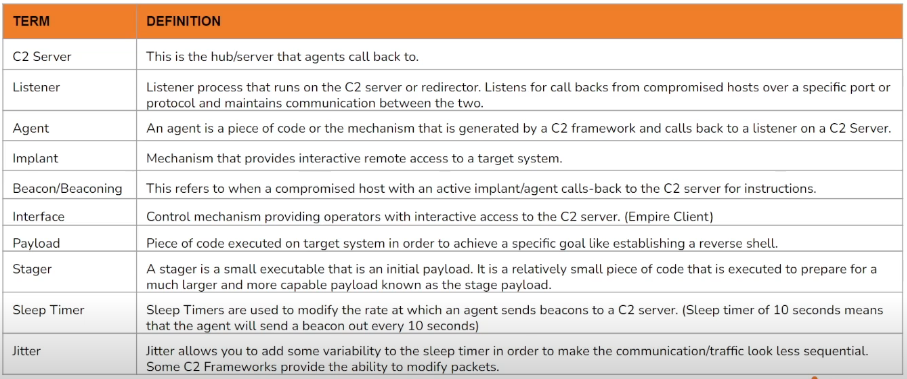 TERM DEFINITION
C2 Server This is the hub/server that agents call back to.
Listener Listener process that runs on the C2 server or redirector. Listens for call backs from compromised hosts over a specific port or
protocol and maintains communication between the two.
Agent An agent is a piece of code or the mechanism that is generated by a C2 framework and calls back to a listener on a C2 Server.
Implant Mechanism that provides interactive remote access to a target system.
Beacon/Beaconing This refers to when a compromised host with an active implant/agent calls-back to the C2 server for instructions.
Interface Control mechanism providing operators with interactive access to the C2 server. (Empire Client)
Payload Piece of code executed on target system in order to achieve a specific goal like establishing a reverse shell.
Stager A stager is a small executable that is an initial payload. It is a relatively small piece of code that is executed to prepare for a
much larger and more capable payload known as the stage payload.
Sleep Timer Sleep Timers are used to modify the rate at which an agent sends beacons to a C2 server. (Sleep timer of 10 seconds means
that the agent will send a beacon out every 10 seconds)
Jitter Jitter allows you to add some variability to the sleep timer in order to make the communication/traffic look less sequential.
Some C2 Frameworks provide the ability to modify packets.